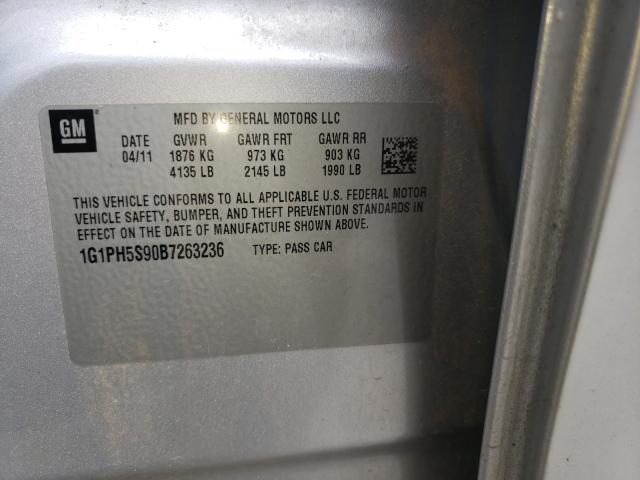 GM
MFD BY GENERAL MOTORS LLC
DATE GVWR GAWR FRT GAWR RR
04/11 1876 KG 973 KG 903 KG
4135 LB 2145 LB 1990 LB
THIS VEHICLE CONFORMS TO ALL APPLICABLE U.S. FEDERAL MOTOR
VEHICLE SAFETY, BUMPER, AND THEFT PREVENTION STANDARDS IN
EFFECT ON THE DATE OF MANUFACTURE SHOWN ABOVE.
1G1PH5S90B7263236 TYPE: PASS CAR